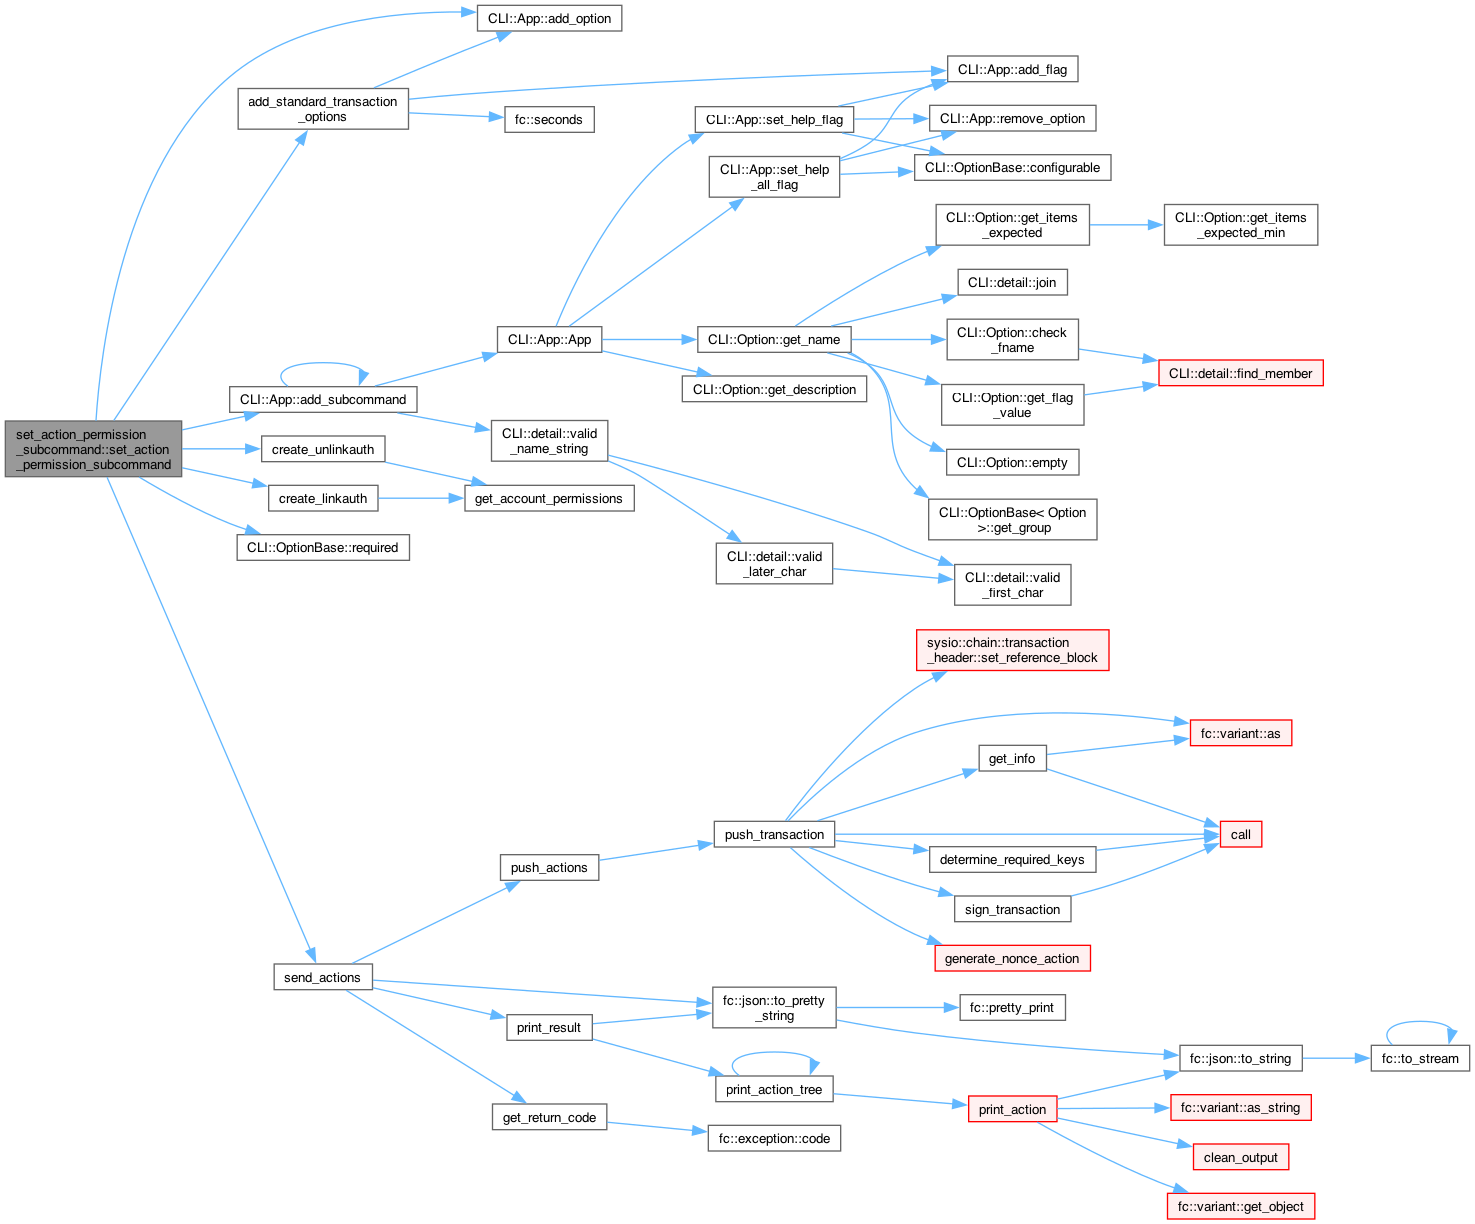 CLI::App::add_option
CLI::App::add_flag
add_standard_transaction
_options
fc::seconds
CLI::App::set_help_flag
CLI::App::remove_option
CLI::App::set_help
_all_flag
CLI::OptionBase::configurable
CLI::Option::get_items
_expected
CLI::Option::get_items
_expected_min
CLI::detail::join
CLI::App::App
CLI::Option::get_name
CLI::Option::check
_fname
CLI::detail::find_member
CLI::Option::get_description
CLI::Option::get_flag
_value
CLI::App::add_subcommand
CLI::detail::valid
_name_string
set_action_permission
_subcommand::set_action
_permission_subcommand
create_unlinkauth
CLI::Option::empty
create_linkauth
get_account_permissions
CLI::OptionBase< Option
>::get_group
CLI::OptionBase::required
CLI::detail::valid
_later_char
CLI::detail::valid
_first_char
sysio::chain::transaction
_header::set_reference_block
fc::variant::as
get_info
push_transaction
call
push_actions
determine_required_keys
sign_transaction
generate_nonce_action
send_actions
fc::json::to_pretty
_string
fc::pretty_print
print_result
fc::json::to_string
fc::to_stream
print_action_tree
print_action
fc::variant::as_string
get_return_code
fc::exception::code
clean_output
fc::variant::get_object